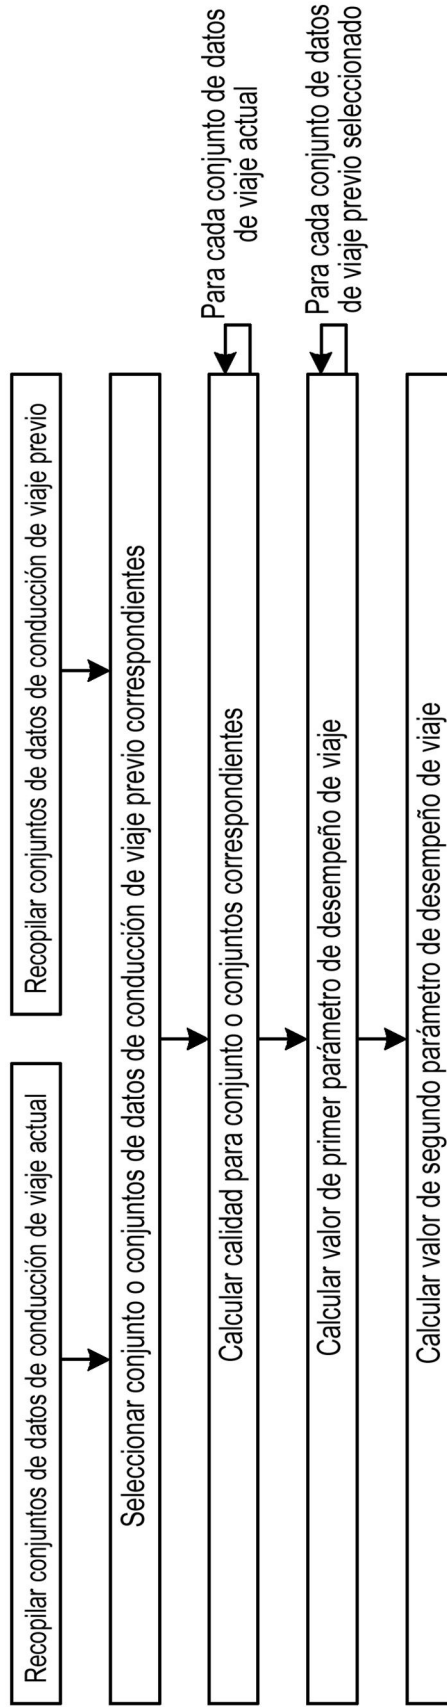 Recopilar conjuntos de datos de conducción de viaje actual
Recopilar conjuntos de datos de conducción de viaje previo
Seleccionar conjunto o conjuntos de datos de conducción de viaje previo correspondientes
Calcular calidad para conjunto o conjuntos correspondientes
Para cada conjunto de datos
de viaje actual
Calcular valor de primer parámetro de desempeño de viaje
Para cada conjunto de datos
de viaje previo seleccionado
Calcular valor de segundo parámetro de desempeño de viaje